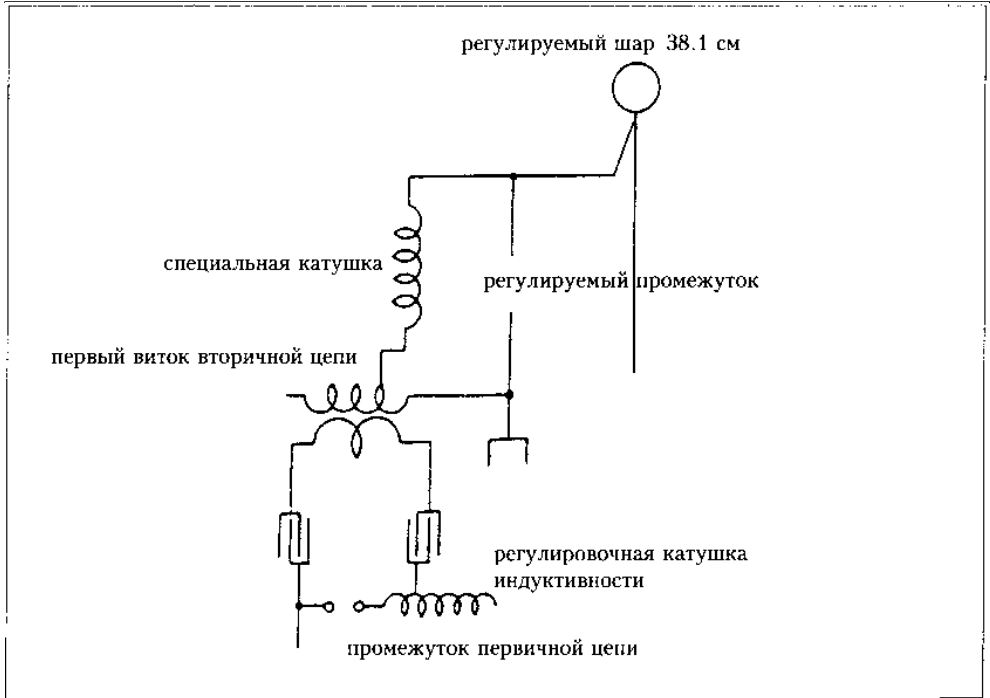 регулируемый шар 38.1 см
специальная катушка
регулируемый промежуток
первый виток вторичной цепи
регулировочная катушка
индуктивности
промежуток первичной цепи